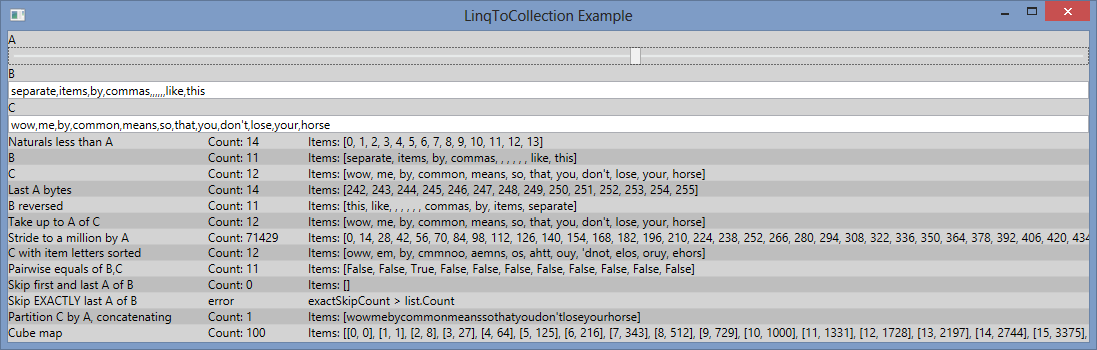 LinqToCollection Example
A
B
separate,items,by,commas,,,,,,like,this
C
wow,me,by,common,means,so,that,you,don't,lose,your,horse
Naturals less than A Count: 14 Items: [0, 1, 2, 3, 4, 5, 6, 7, 8, 9, 10, 11, 12, 13]
B Count: 11 Items: [separate, items, by, commas, , , , , , like, this]
C Count: 12 Items: [wow, me, by, common, means, so, that, you, don't, lose, your, horse]
Last A bytes Count: 14 Items: [242, 243, 244, 245, 246, 247, 248, 249, 250, 251, 252, 253, 254, 255]
B reversed Count: 11 Items: [this, like, , , , , , commas, by, items, separate]
Take up to A of C Count: 12 Items: [wow, me, by, common, means, so, that, you, don't, lose, your, horse]
Stride to a million by A Count: 71429 Items: [0, 14, 28, 42, 56, 70, 84, 98, 112, 126, 140, 154, 168, 182, 196, 210, 224, 238, 252, 266, 280, 294, 308, 322, 336, 350, 364, 378, 392, 406, 420, 434
C with item letters sorted Count: 12 Items: [oww, em, by, cmmnoo, aemns, os, ahtt, ouy, 'dnot, elos, oruy, ehors]
Pairwise equals of B,C Count: 11 Items: [False, False, True, False, False, False, False, False, False, False, False]
Skip first and last A of B Count: 0 Items: []
Skip EXACTLY last A of B error exactSkipCount > list.Count
Partition C by A, concatenating Count: 1 Items: [wowmebycommonmeanssothatyoudon'tloseyourhorse]
Cube map Count: 100 Items: [[0, 0], [1, 1], [2, 8], [3, 27], [4, 64], [5, 125], [6, 216], [7, 343], [8, 512], [9, 729], [10, 1000], [11, 1331], [12, 1728], [13, 2197], [14, 2744], [15, 3375],